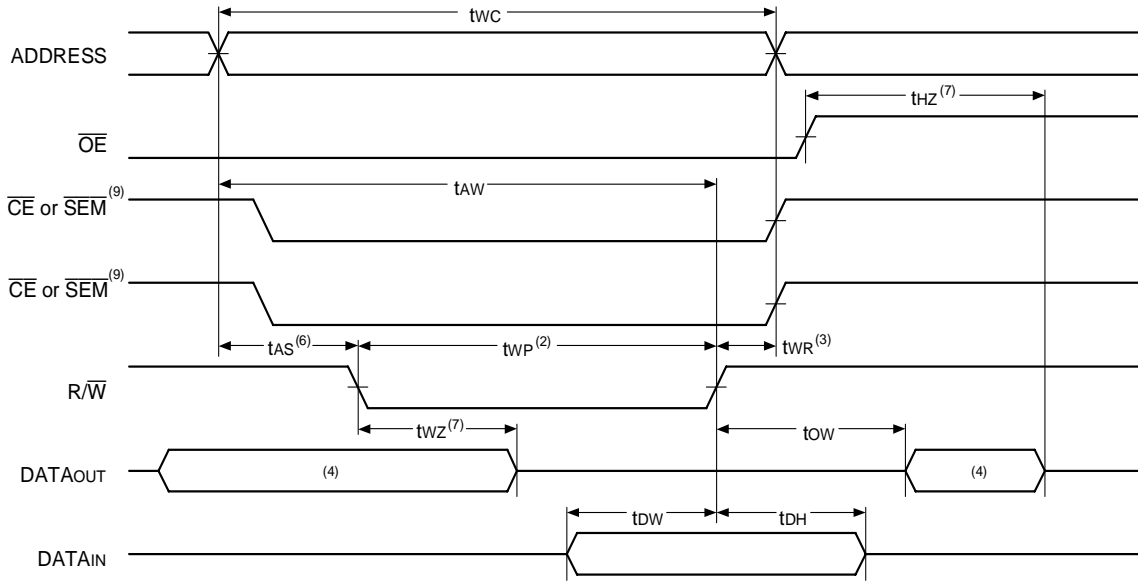 tWC
ADDRESS
tHZ(7)
OE
tAW
CE or SEM(9)
CE or SEM(9)
tAS(6) tWP(2) tWR(3)
R/W
tWZ(7) tOW
DATAOUT (4) (4)
tDW tDH
DATAIN